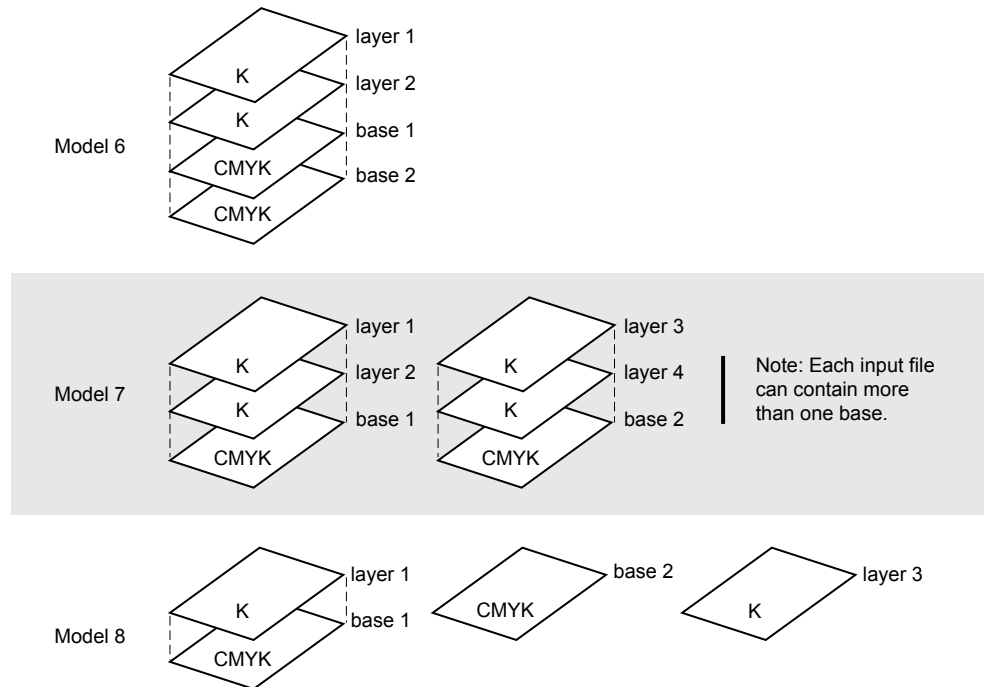 layer 1
K
layer 2
K
Model 6
base 1
CMYK
base 2
CMYK
layer 1
layer 3
K
K
layer 2
layer 4
Note: Each input file
can contain more
than one base.
Model 7
K
K
base 1
base 2
CMYK
CMYK
layer 1
base 2
layer 3
K
CMYK
K
base 1
Model 8
CMYK